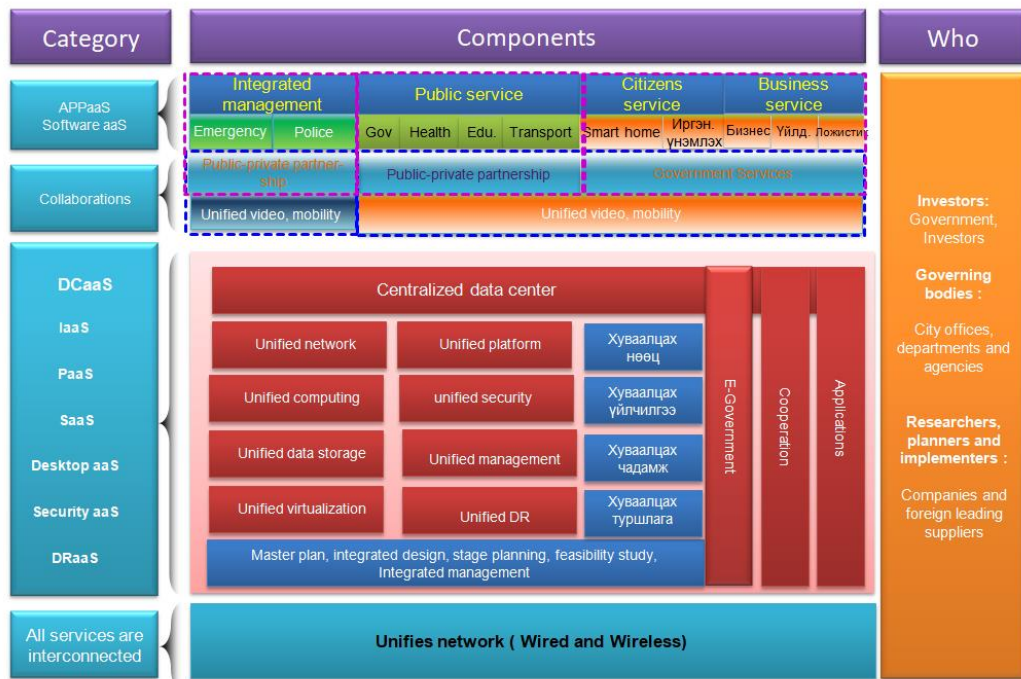 Category
Components
Who
APPaaS
Software aaS
Integrated
management
Public service
Citizens
service
Business
service
Emergency
Police
Gov
Health
Edu.
Transport
Smart home
Иргэн.
үнэмлэх
Бизнес
Үйлд.
Ложистик
Collaborations
Public-private partner-
ship
Public-private partnership
Government Services
Unified video, mobility
Unified video, mobility
DCaaS
IaaS
PaaS
SaaS
Desktop aaS
Security aaS
DRaaS
Centralized data center
Unified network
Unified platform
Хуваалцах
нөөц
Unified computing
unified security
Хуваалцах
үйлчилгээ
Unified data storage
Unified management
Хуваалцах
чадамж
Unified virtualization
Unified DR
Хуваалцах
туршлага
Master plan, integrated design, stage planning, feasibility study,
Integrated management
E-Government
Cooperation
Applications
Investors:
Government,
Investors
Governing
bodies :
City offices,
departments and
agencies
Researchers,
planners and
implementers :
Companies and
foreign leading
suppliers
All services are
interconnected
Unifies network ( Wired and Wireless)